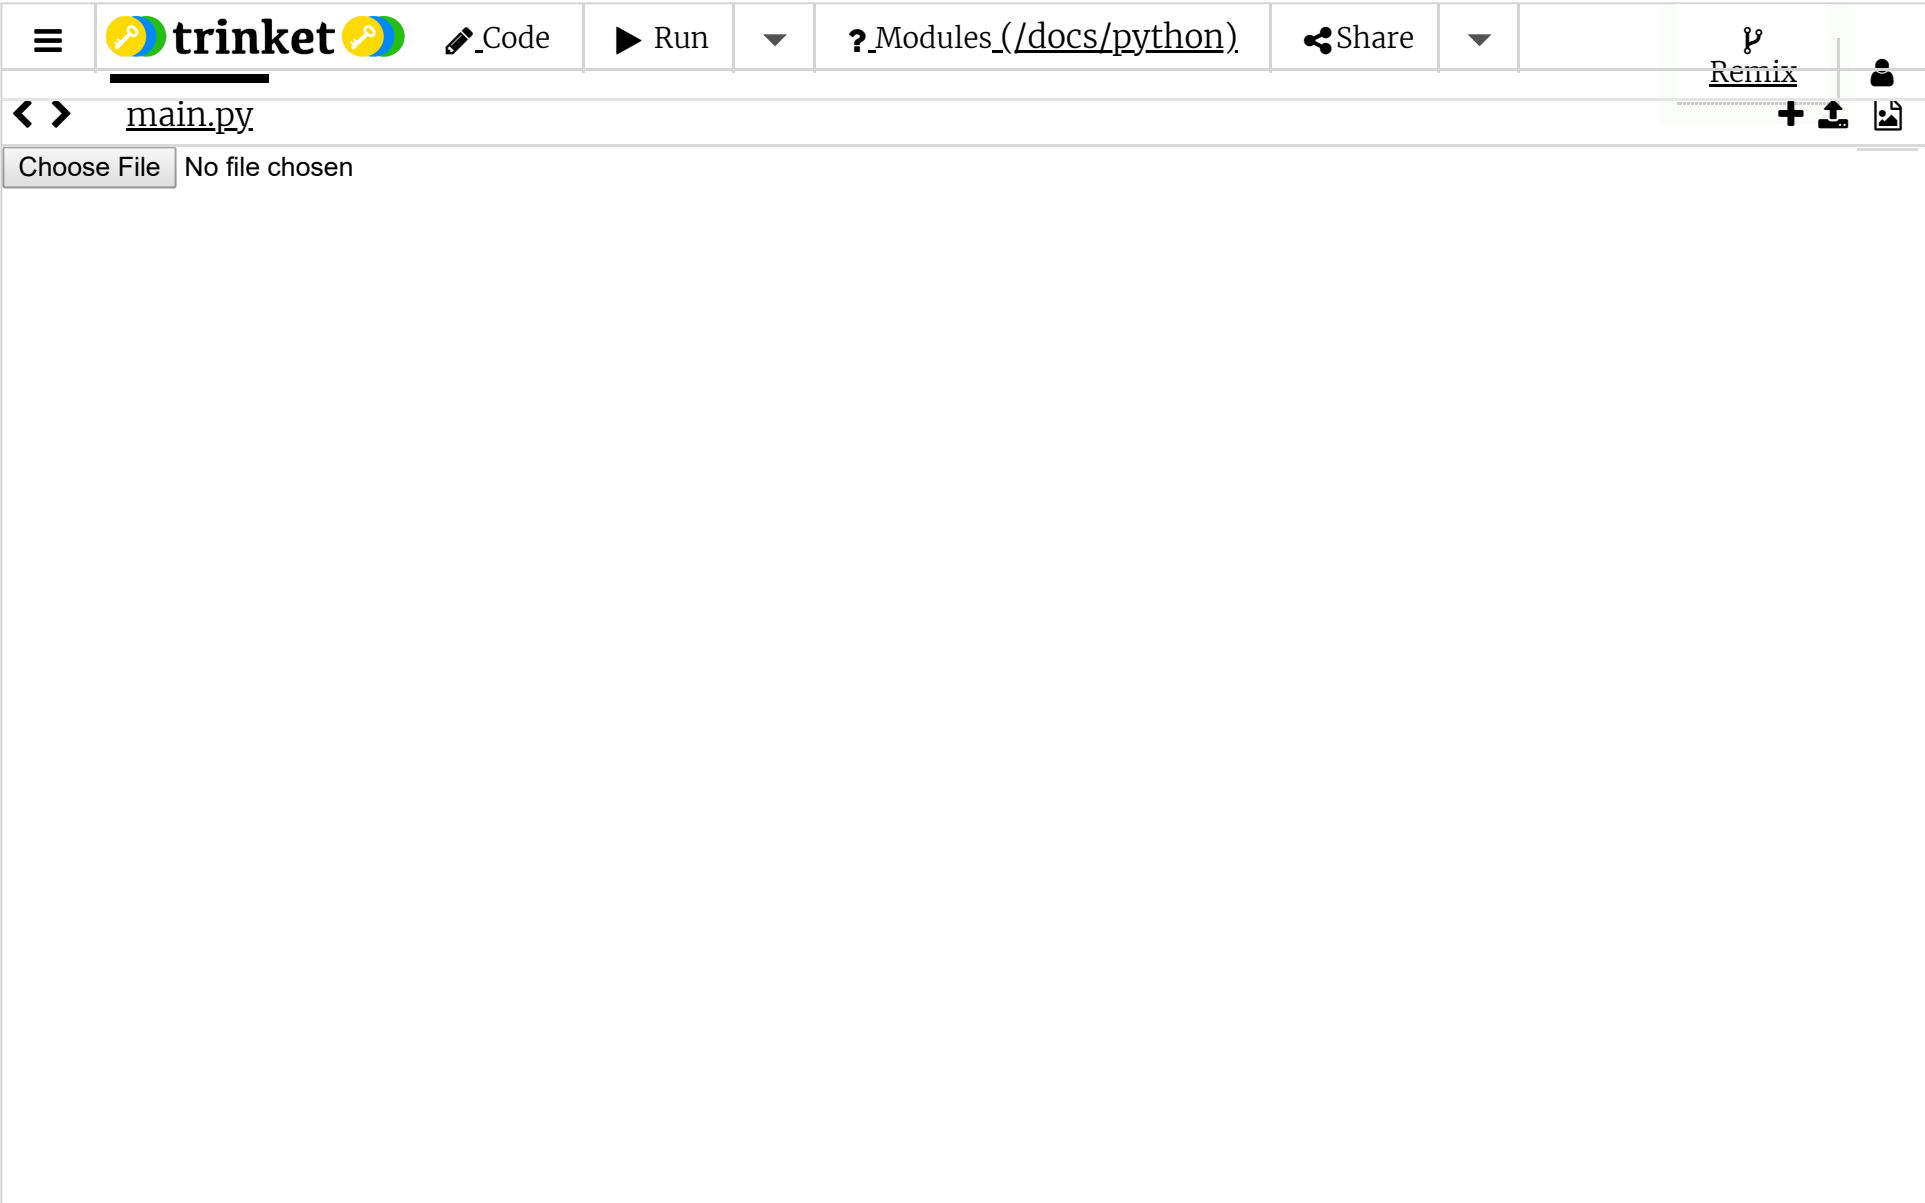 trinket Code Run ? Modules (/docs/python) Share
Remix
main.py
Choose File No file chosen